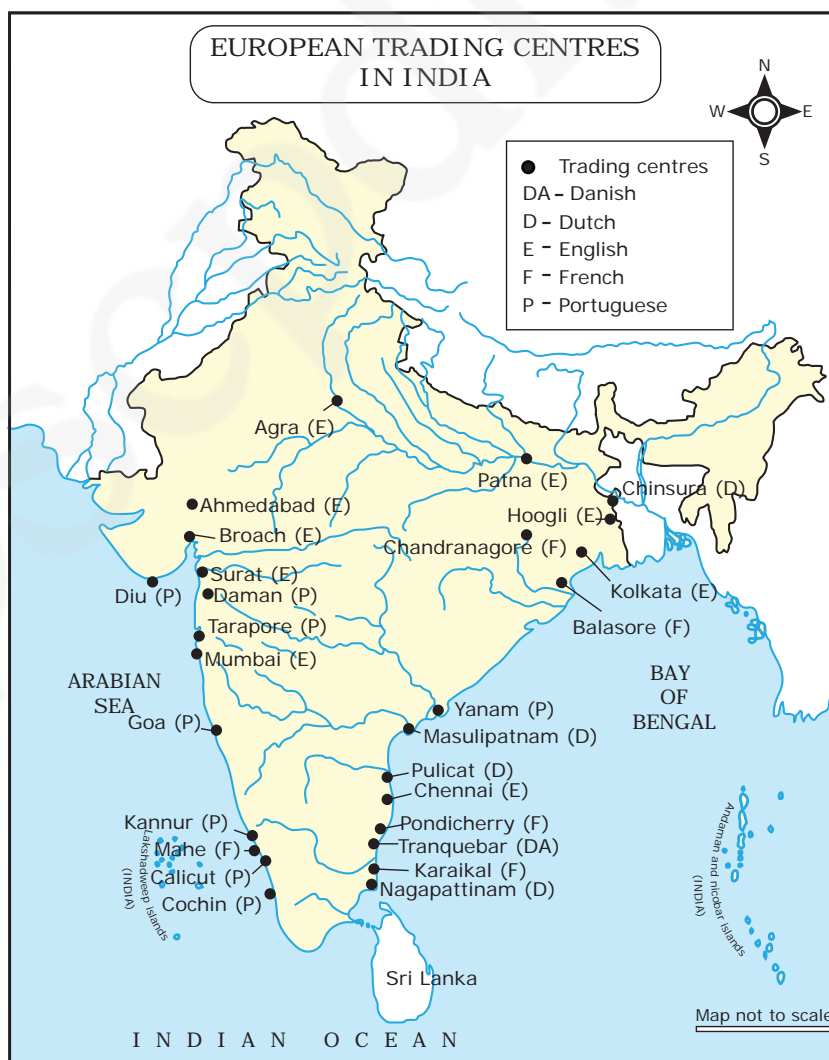 EUROPEAN TRADING CENTRES
IN INDIA
N
W E
S
Trading centres
DA – Danish
D – Dutch
E – English
F – French
P – Portuguese
Agra (E)
Patna (E)
Chinsura (D)
Ahmedabad (E)
Hoogli (E)
Broach (E)
Chandranagore (F)
Surat (E)
Diu (P)
Daman (P)
Kolkata (E)
Tarapore (P)
Balasore (F)
Mumbai (E)
ARABIAN
SEA
BAY
OF
BENGAL
Goa (P)
Yanam (P)
Masulipatnam (D)
Pulicat (D)
Chennai (E)
Kannur (P)
Pondicherry (F)
Mahe (F)
Tranquebar (DA)
Calicut (P)
Karaikal (F)
Cochin (P)
Nagapattinam (D)
Lakshadweep islands
(INDIA)
Andaman and nicobar islands
(INDIA)
Sri Lanka
Map not to scale
INDIAN OCEAN